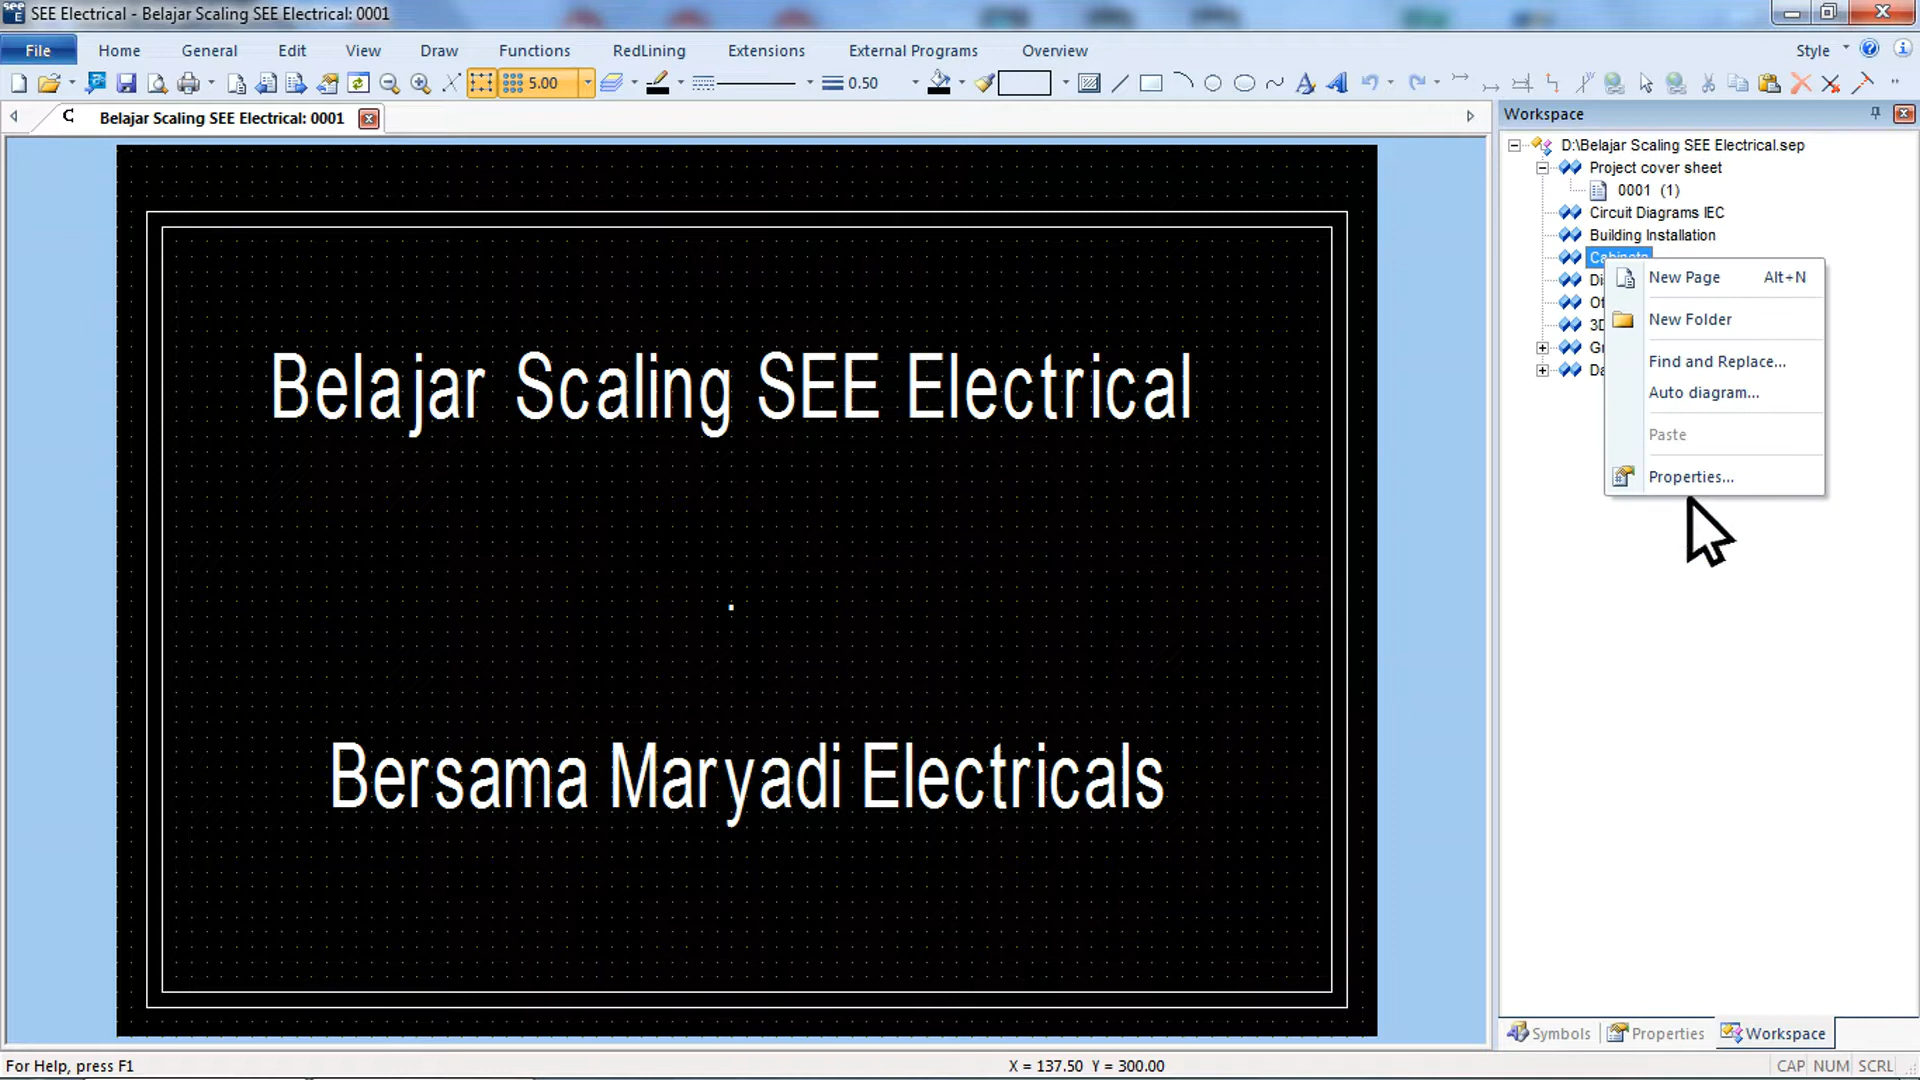 SEE Electrical - Belajar Scaling SEE Electrical: 0001
File Home General Edit View Draw Functions RedLining Extensions External Programs Overview Style
5.00 0.50
C Belajar Scaling SEE Electrical: 0001
Belajar Scaling SEE Electrical
Bersama Maryadi Electricals
Workspace
D:\Belajar Scaling SEE Electrical.sep
Project cover sheet
0001 (1)
Circuit Diagrams IEC
Building Installation
New Page Alt+N
New Folder
Find and Replace...
Auto diagram...
Paste
Properties...
3D
Symbols Properties Workspace
For Help, press F1
X = 137.50 Y = 300.00
CAP NUM SCRL